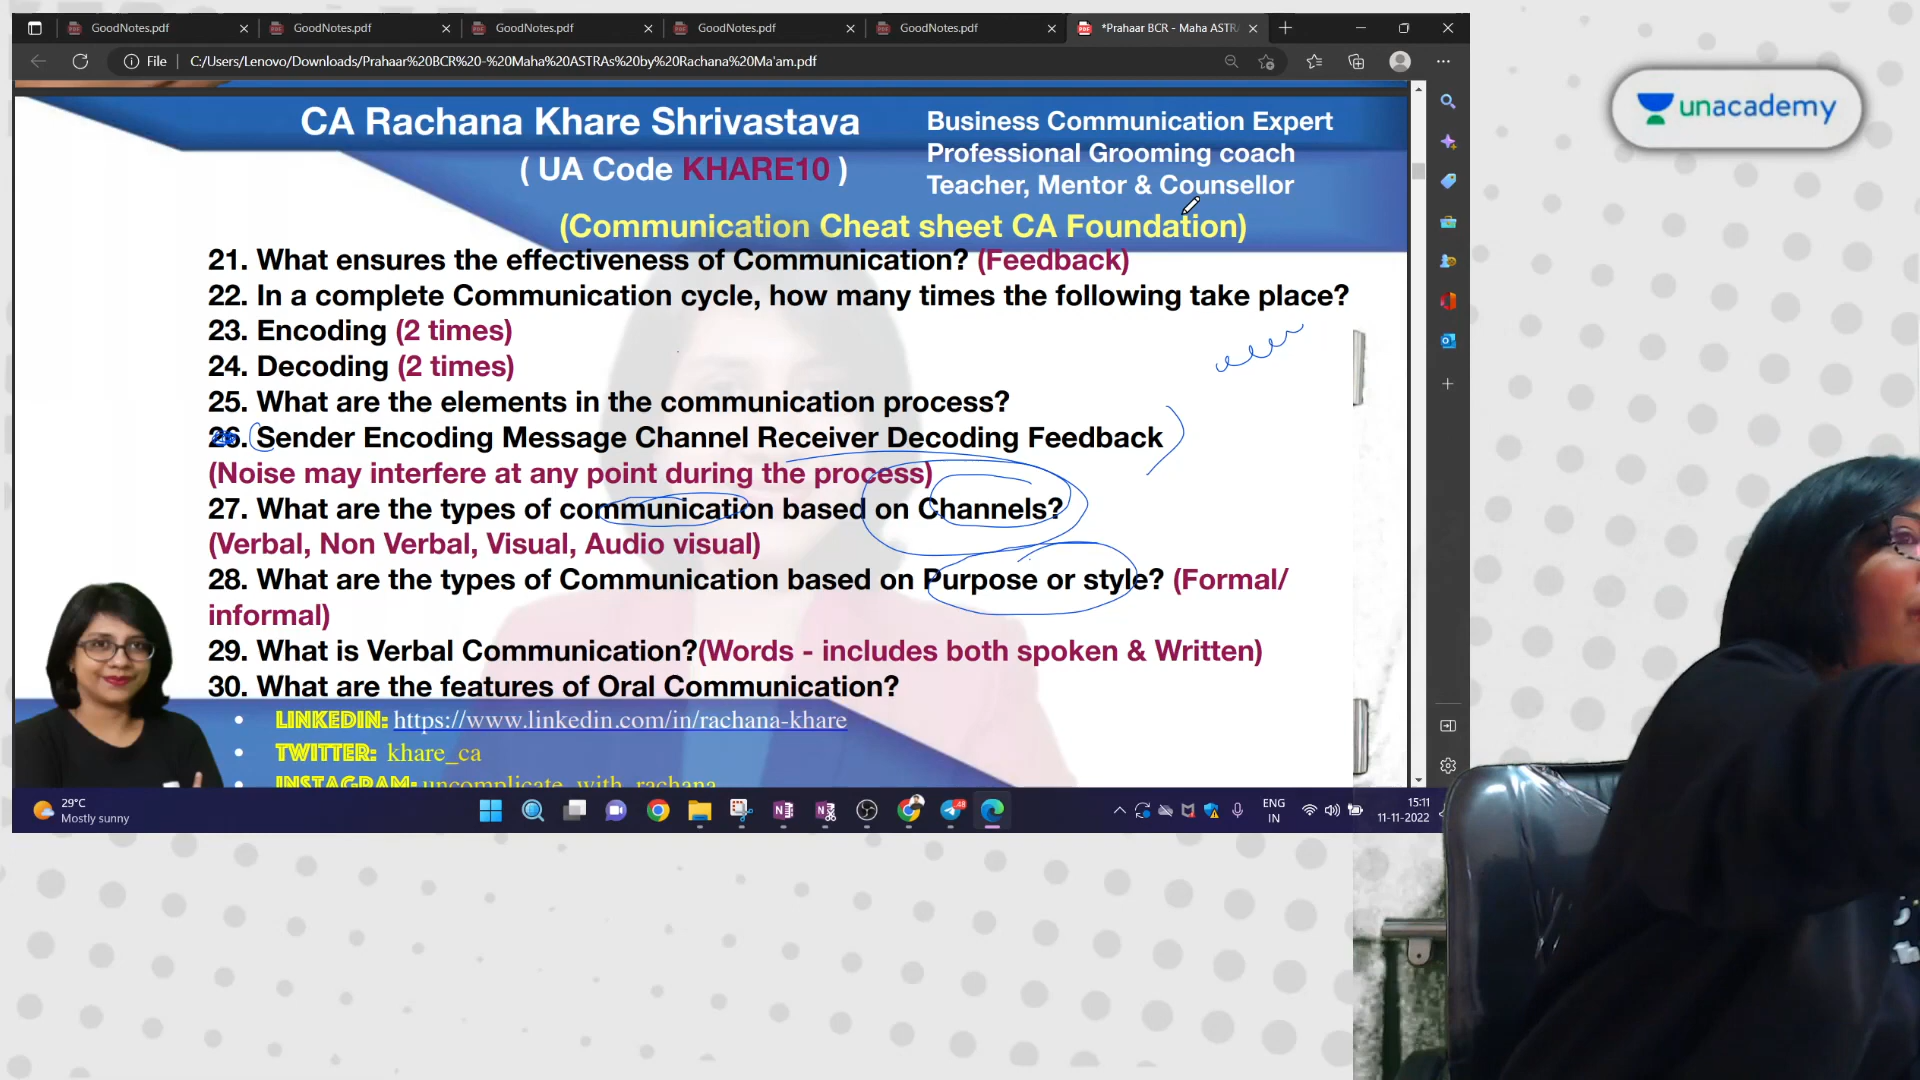 GoodNotes.pdf
GoodNotes.pdf
GoodNotes.pdf
GoodNotes.pdf
GoodNotes.pdf
*Prahaar BCR - Maha ASTR
File
C:/Users/Lenovo/Downloads/Prahaar%20BCR%20-%20Maha%20ASTRAs%20by%20Rachana%20Ma'am.pdf
unacademy
CA Rachana Khare Shrivastava
( UA Code KHARE10 )
Business Communication Expert
Professional Grooming coach
Teacher, Mentor & Counsellor
(Communication Cheat sheet CA Foundation)
21. What ensures the effectiveness of Communication? (Feedback)
22. In a complete Communication cycle, how many times the following take place?
23. Encoding (2 times)
24. Decoding (2 times)
25. What are the elements in the communication process?
26. Sender Encoding Message Channel Receiver Decoding Feedback
(Noise may interfere at any point during the process)
27. What are the types of communication based on Channels?
(Verbal, Non Verbal, Visual, Audio visual)
28. What are the types of Communication based on Purpose or style? (Formal/
informal)
29. What is Verbal Communication?(Words - includes both spoken & Written)
30. What are the features of Oral Communication?
• LINKEDIN: https://www.linkedin.com/in/rachana-khare
• TWITTER: khare_ca
• INSTAGRAM: uncomplicate_with_rachana
29°C
Mostly sunny
48
ENG
IN
15:11
11-11-2022